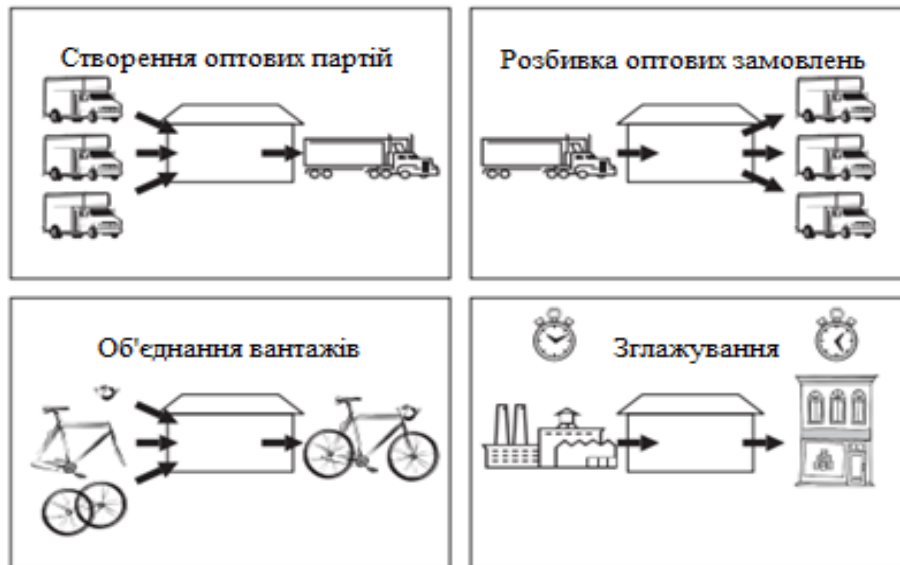 Створення оптових партій
Розбивка оптових замовлень
Об'єднання вантажів
Зглажування